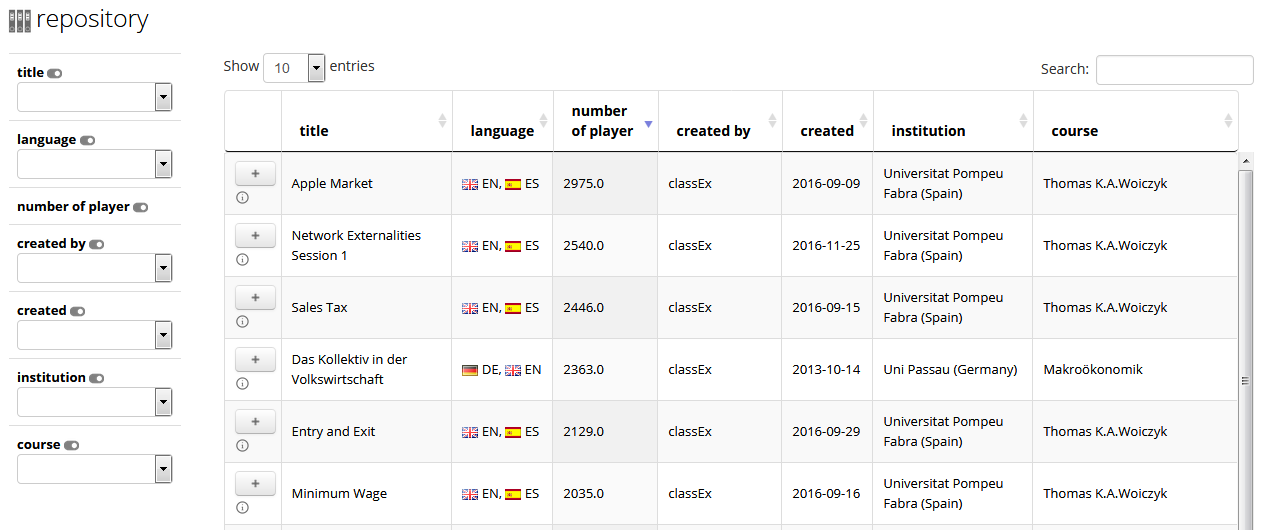 repository
title
language
number of player
created by
created
institution
course
Show 10 entries
Search:
title language number of player created by created institution course
+ Apple Market EN, ES 2975.0 classEx 2016-09-09 Universitat Pompeu Fabra (Spain) Thomas K.A.Woiczyk
+ Network Externalities Session 1 EN, ES 2540.0 classEx 2016-11-25 Universitat Pompeu Fabra (Spain) Thomas K.A.Woiczyk
+ Sales Tax EN, ES 2446.0 classEx 2016-09-15 Universitat Pompeu Fabra (Spain) Thomas K.A.Woiczyk
+ Das Kollektiv in der Volkswirtschaft DE, EN 2363.0 classEx 2013-10-14 Uni Passau (Germany) Makroökonomik
+ Entry and Exit EN, ES 2129.0 classEx 2016-09-29 Universitat Pompeu Fabra (Spain) Thomas K.A.Woiczyk
+ Minimum Wage EN, ES 2035.0 classEx 2016-09-16 Universitat Pompeu Fabra (Spain) Thomas K.A.Woiczyk